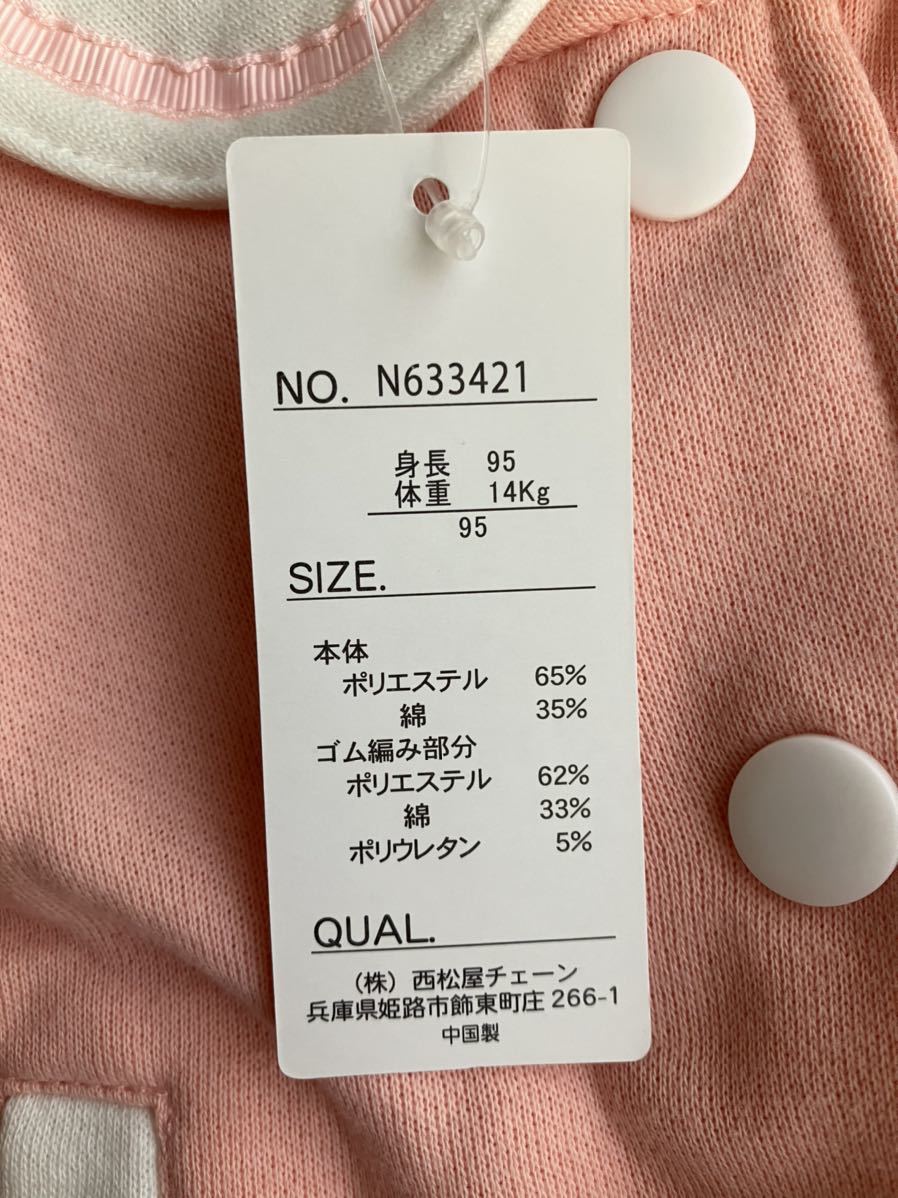 NO. N633421
身長 95
体重 14Kg
95
SIZE.
本体
ポリエステル 65%
綿 35%
ゴム編み部分
ポリエステル 62%
綿 33%
ポリウレタン 5%
QUAL.
（株）西松屋チェーン
兵庫県姫路市飾東町庄266-1
中国製